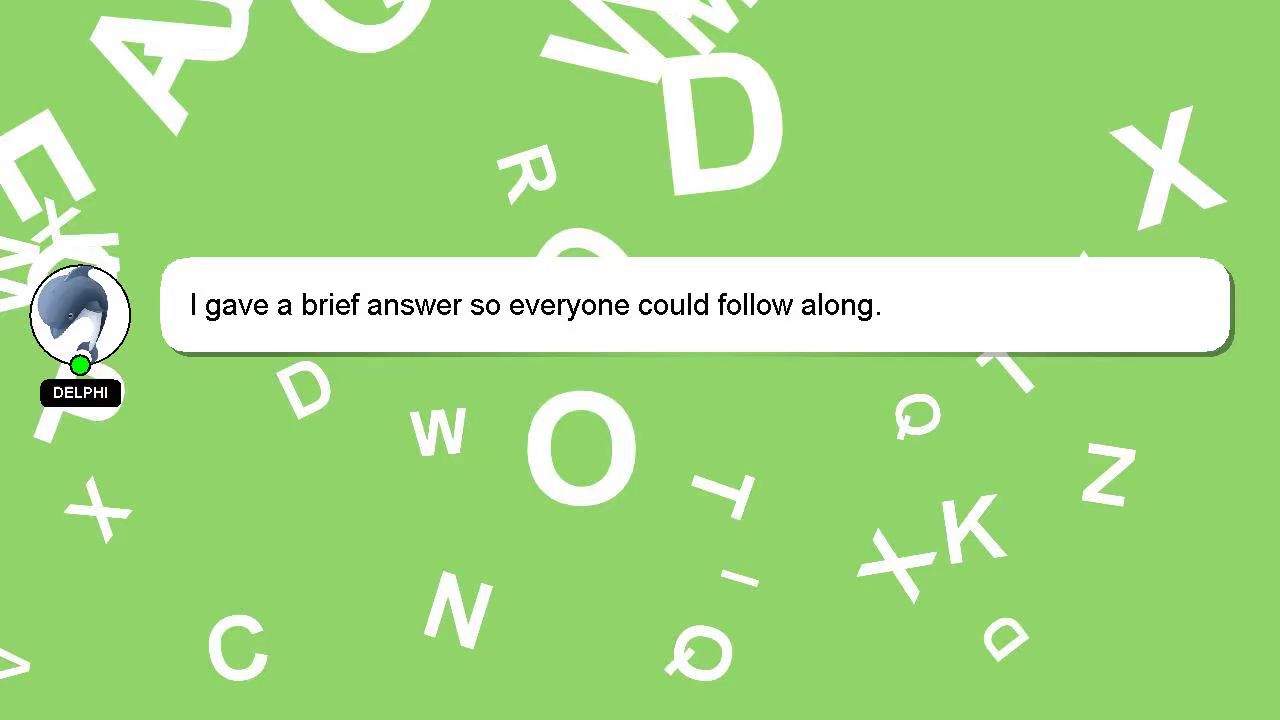 I gave a brief answer so everyone could follow along.
DELPHI
A
G
W
M
D
R
X
E
X
W
D
W
O
Q
T
Z
X
T
K
X
I
N
C
Q
D
V